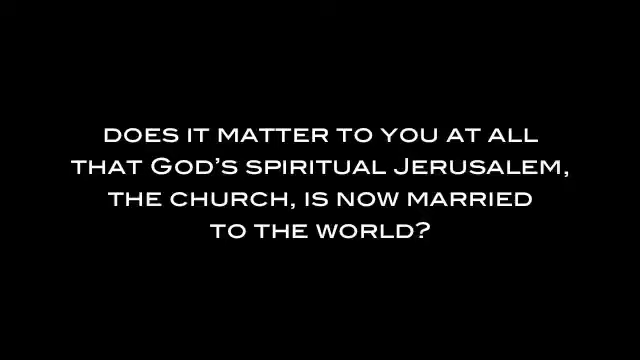 DOES IT MATTER TO YOU AT ALL
THAT GOD'S SPIRITUAL JERUSALEM,
THE CHURCH, IS NOW MARRIED
TO THE WORLD?